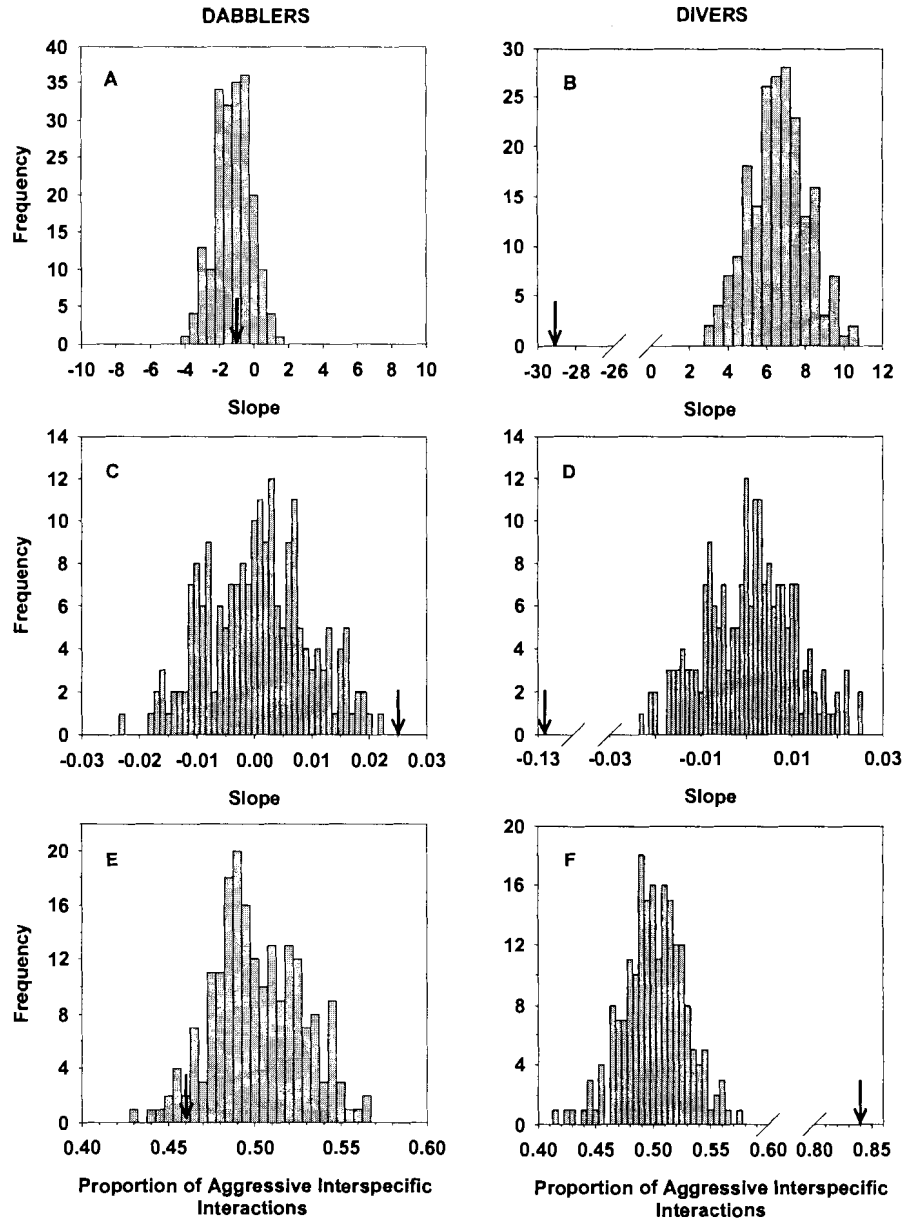 DABBLERS
DIVERS
A
40
35
30
25
20
15
10
5
0
Frequency
-10 -8 -6 -4 -2 0 2 4 6 8 10
Slope
B
30
25
20
15
10
5
0
-30 -28 -26 0 2 4 6 8 10 12
Slope
C
14
12
10
8
6
4
2
0
Frequency
-0.03 -0.02 -0.01 0.00 0.01 0.02 0.03
Slope
D
14
12
10
8
6
4
2
0
-0.13 -0.03 -0.01 0.01 0.03
Slope
E
20
16
12
8
4
0
Frequency
0.40 0.45 0.50 0.55 0.60
Proportion of Aggressive Interspecific
Interactions
F
20
16
12
8
4
0
0.40 0.45 0.50 0.55 0.60 0.80 0.85
Proportion of Aggressive Interspecific
Interactions